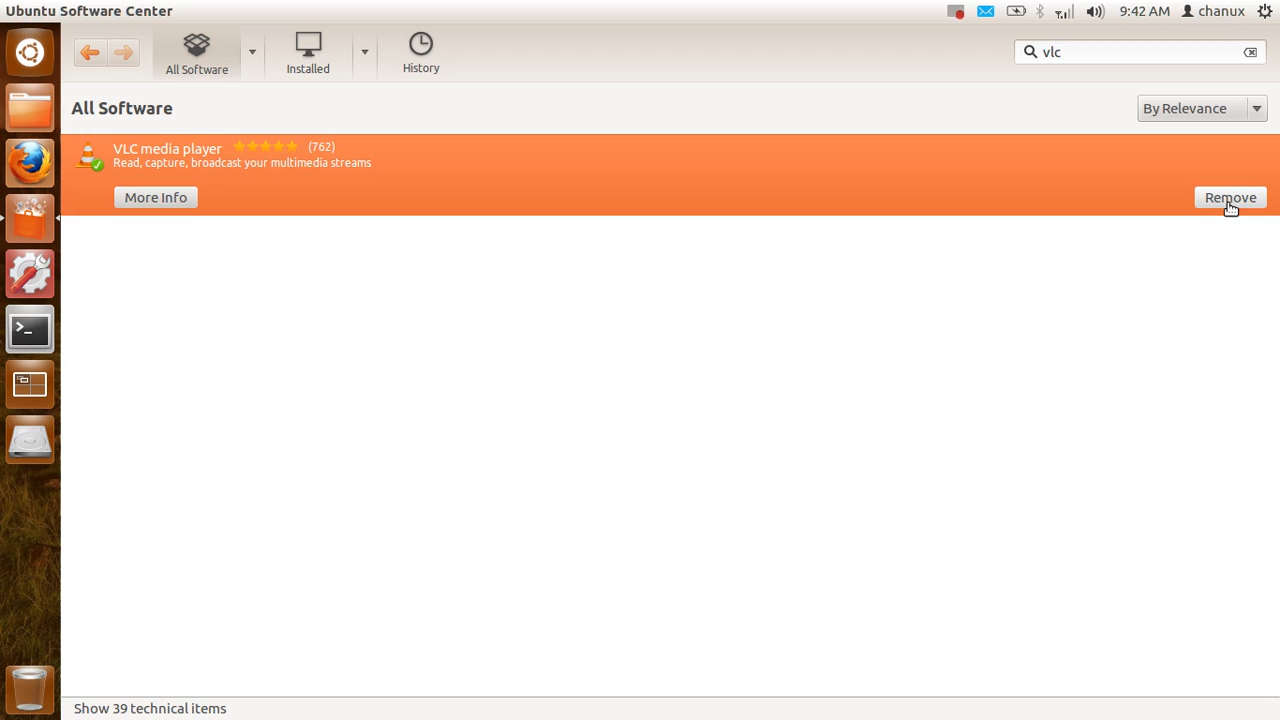 Ubuntu Software Center
9:42 AM chanux
All Software
Installed
History
vlc
All Software
By Relevance
VLC media player (762)
Read, capture, broadcast your multimedia streams
More Info
Remove
>_
Show 39 technical items